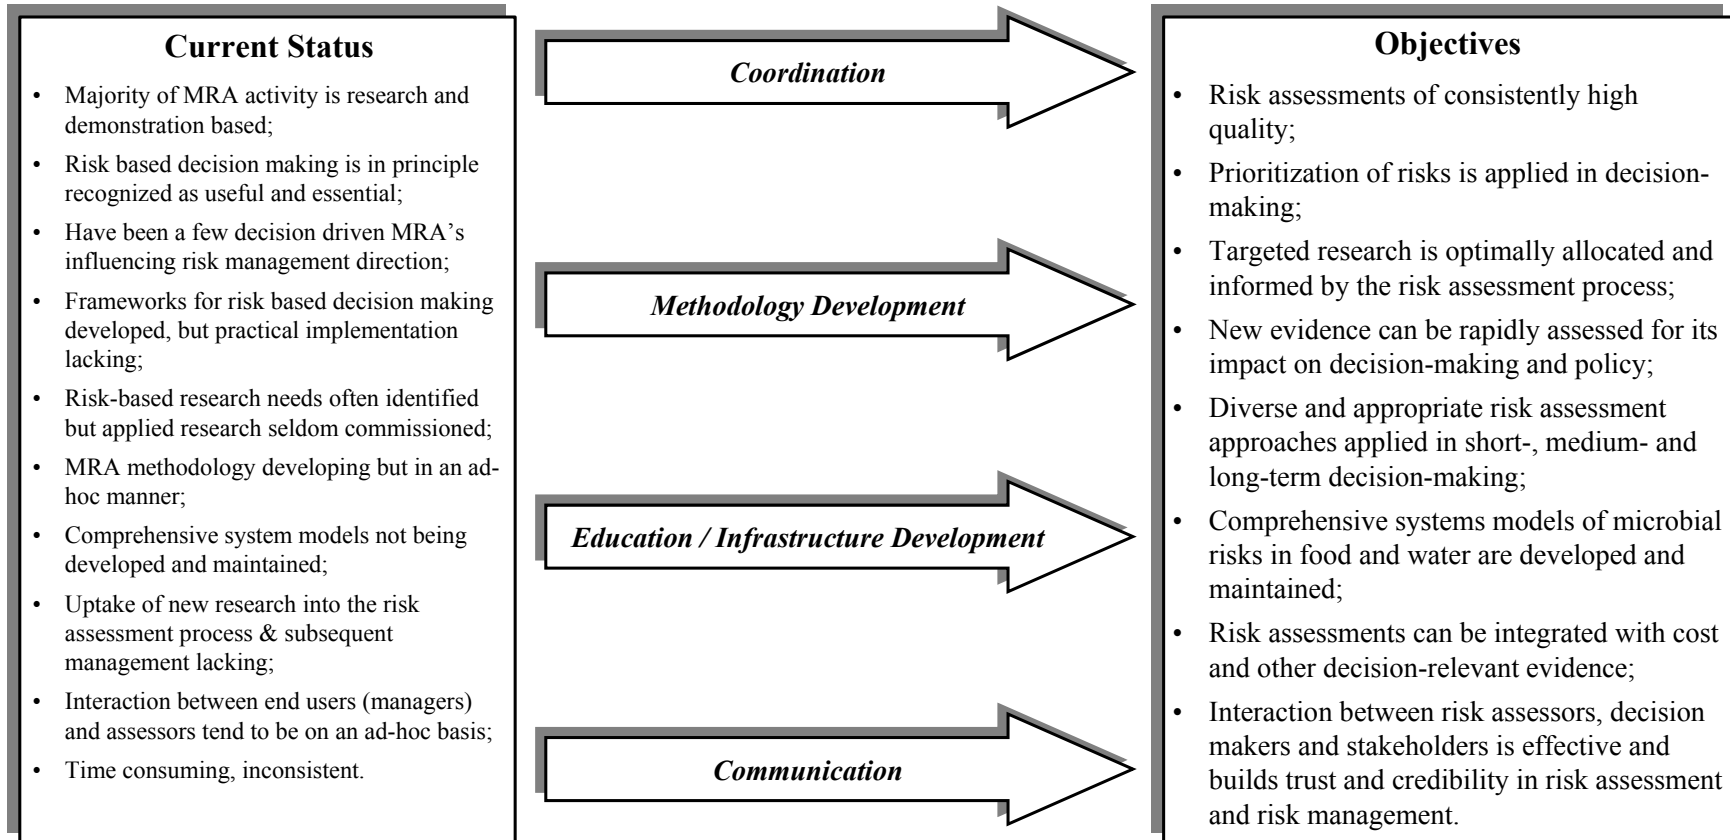 Current Status
• Majority of MRA activity is research and
demonstration based;
• Risk based decision making is in principle
recognized as useful and essential;
• Have been a few decision driven MRA’s
influencing risk management direction;
• Frameworks for risk based decision making
developed, but practical implementation
lacking;
• Risk-based research needs often identified
but applied research seldom commissioned;
• MRA methodology developing but in an ad-
hoc manner;
• Comprehensive system models not being
developed and maintained;
• Uptake of new research into the risk
assessment process & subsequent
management lacking;
• Interaction between end users (managers)
and assessors tend to be on an ad-hoc basis;
• Time consuming, inconsistent.
Coordination
Methodology Development
Education / Infrastructure Development
Communication
Objectives
• Risk assessments of consistently high
quality;
• Prioritization of risks is applied in decision-
making;
• Targeted research is optimally allocated and
informed by the risk assessment process;
• New evidence can be rapidly assessed for its
impact on decision-making and policy;
• Diverse and appropriate risk assessment
approaches applied in short-, medium- and
long-term decision-making;
• Comprehensive systems models of microbial
risks in food and water are developed and
maintained;
• Risk assessments can be integrated with cost
and other decision-relevant evidence;
• Interaction between risk assessors, decision
makers and stakeholders is effective and
builds trust and credibility in risk assessment
and risk management.